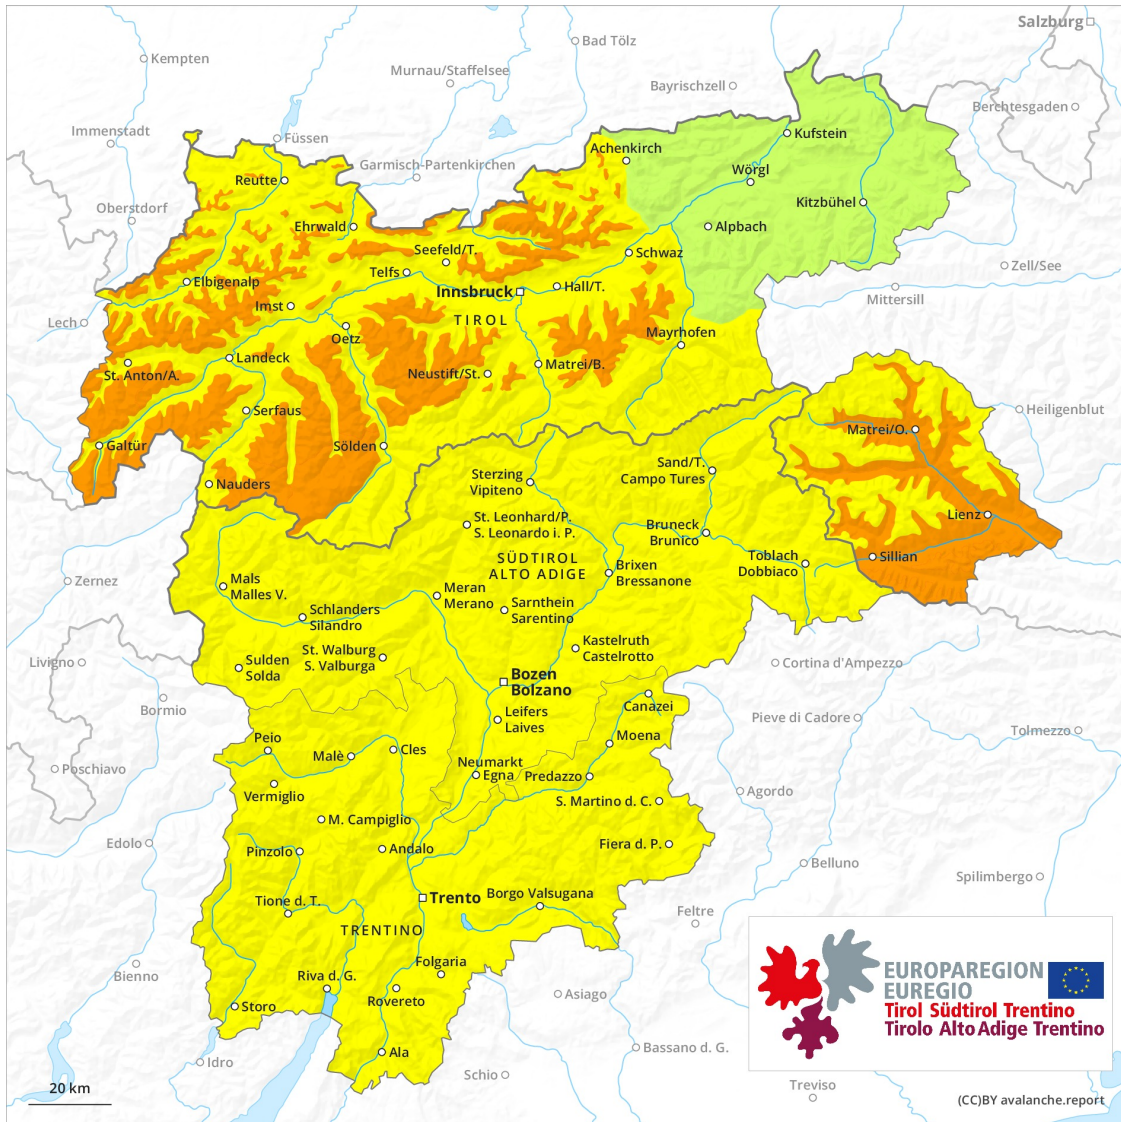 Salzburg
Bad Tölz
Kempten
Murnau/Staffelsee
Bayrischzell
Berchtesgaden
Immenstadt
Füssen
Kufstein
Achenkirch
Garmisch-Partenkirchen
Wörgl
Reutte
Kitzbühel
Oberstdorf
Ehrwald
Alpbach
Seefeld/T.
Schwaz
Telfs
Zell/See
Elbigenalp
Hall/T.
Innsbruck
Mittersill
Imst
TIROL
Lech
Mayrhofen
Oetz
Landeck
Matrei/B.
St. Anton/A.
Neustift/St.
Serfaus
Heiligenblut
Matrei/O.
Galtür
Sölden
Sand/T.
Campo Tures
Sterzing
Vipiteno
Nauders
Lienz
St. Leonhard/P.
S. Leonardo i. P.
Bruneck
Brunico
SÜDTIROL
ALTO ADIGE
Toblach
Dobbiaco
Sillian
Brixen
Bressanone
Zernez
Mals
Malles V.
Meran
Merano
Sarnthein
Sarentino
Schlanders
Silandro
Kastelruth
Castelrotto
St. Walburg
S. Valburga
Livigno
Sulden
Solda
Cortina d'Ampezzo
Bozen
Bolzano
Bormio
Canazei
Leifers
Laives
Pieve di Cadore
Tolmezzo
Moena
Peio
Cles
Malè
Neumarkt
Egna
Predazzo
Poschiavo
Vermiglio
S. Martino d. C.
Agordo
M. Campiglio
Edolo
Pinzolo
Andalo
Fiera d. P.
Belluno
Spilimbergo
Trento
Borgo Valsugana
Tione d. T.
Feltre
TRENTINO
Folgaria
Bienno
Riva d. G.
Rovereto
Asiago
Storo
EUROPAREGION
EUREGIO
Tirol Südtirol Trentino
Tirolo Alto Adige Trentino
Ala
Bassano d. G.
Idro
Schio
Treviso
20 km
(CC)BY avalanche.report